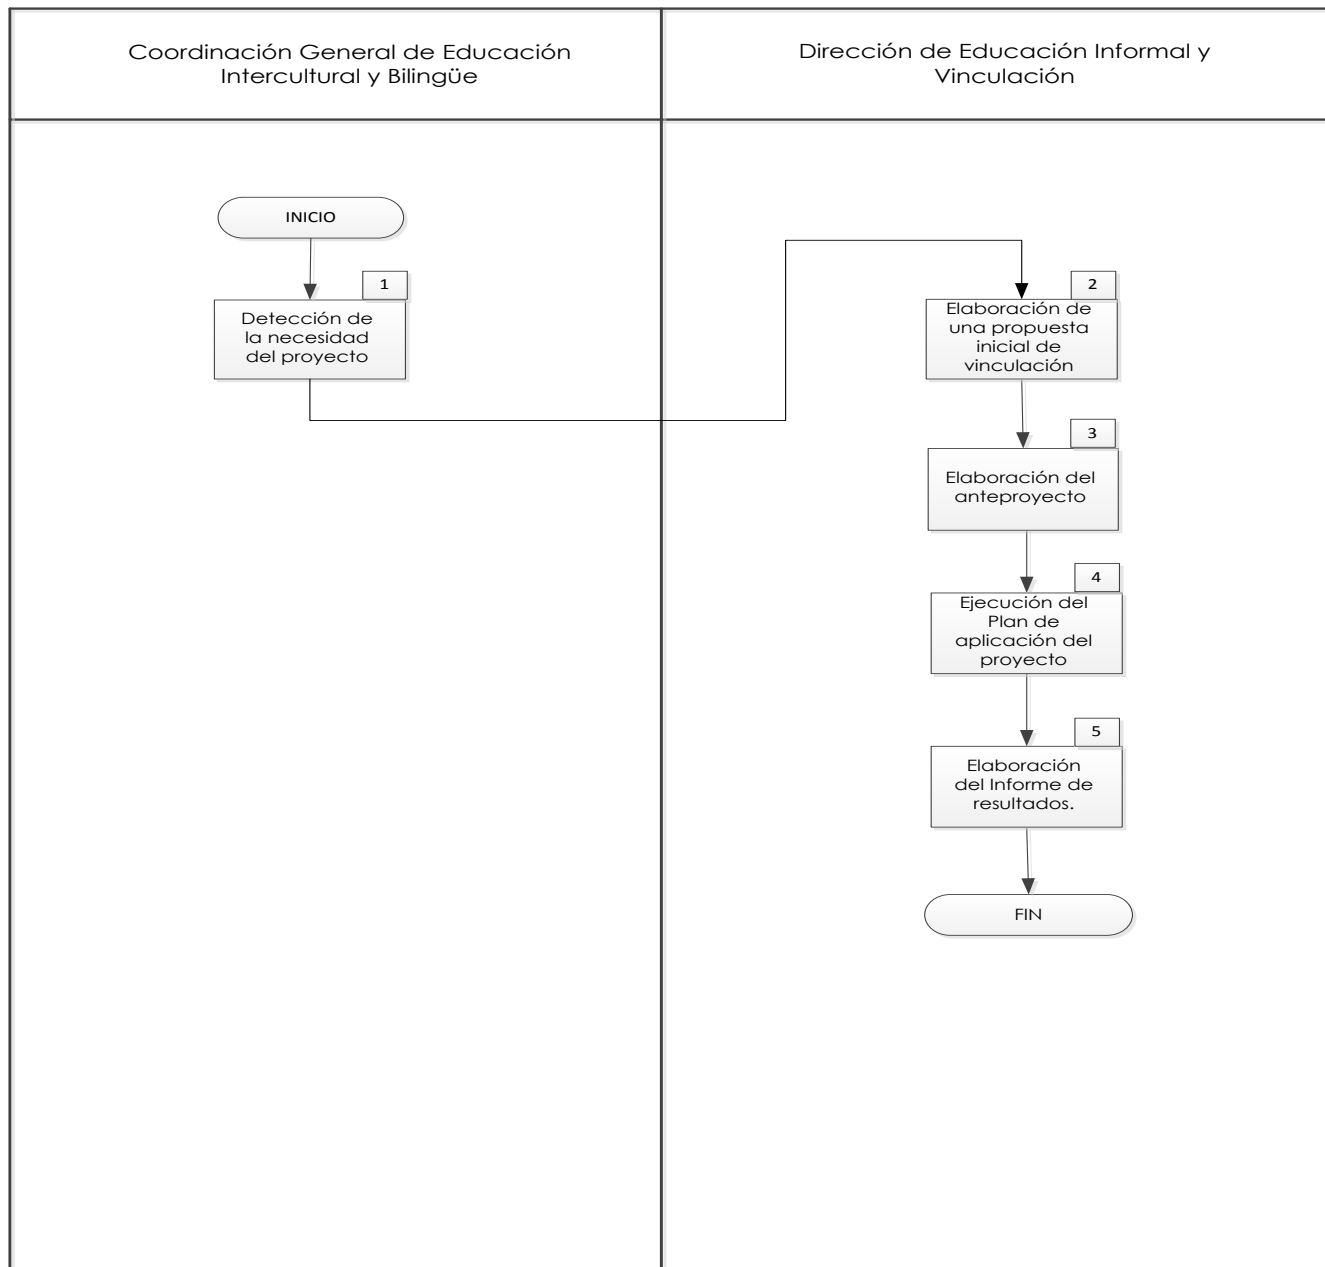 Coordinación General de Educación
Intercultural y Bilingüe
Dirección de Educación Informal y
Vinculación
INICIO
1
Detección de
la necesidad
del proyecto
2
Elaboración de
una propuesta
inicial de
vinculación
3
Elaboración del
anteproyecto
4
Ejecución del
Plan de
aplicación del
proyecto
5
Elaboración
del Informe de
resultados.
FIN